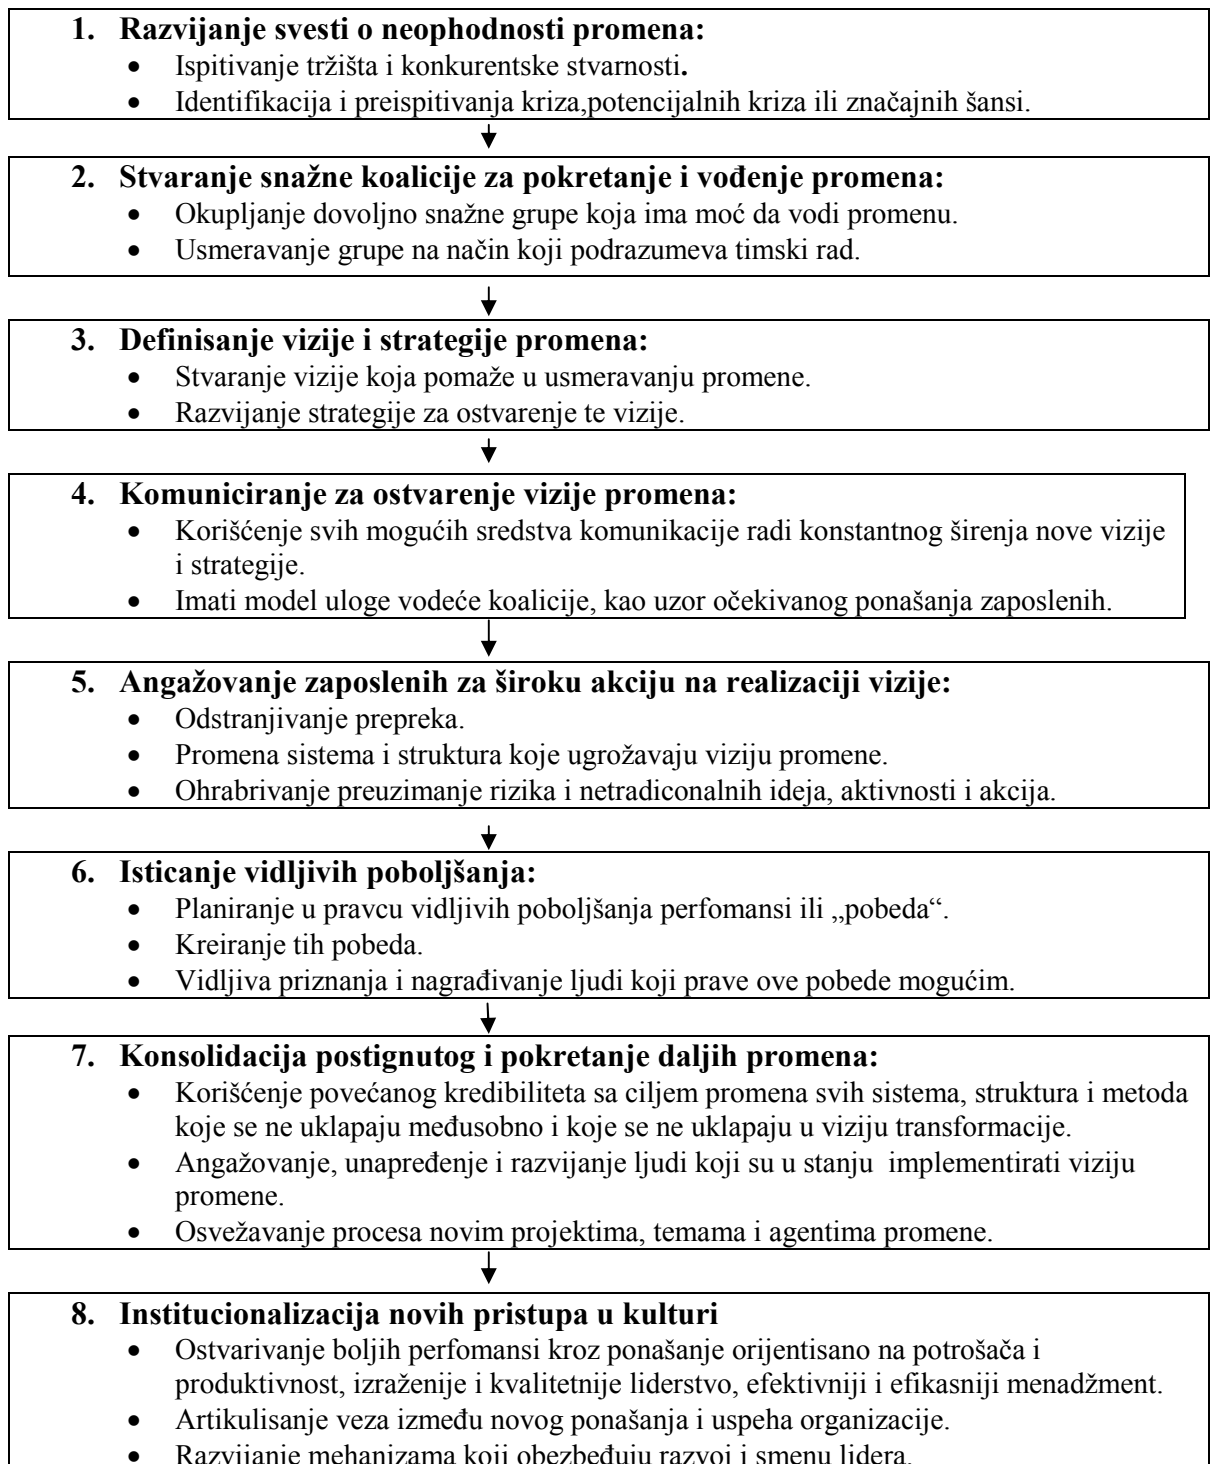 1. Razvijanje svesti o neophodnosti promena:
• Ispitivanje tržišta i konkurentske stvarnosti.
• Identifikacija i preispitivanja kriza,potencijalnih kriza ili značajnih šansi.
2. Stvaranje snažne koalicije za pokretanje i vođenje promena:
• Okupljanje dovoljno snažne grupe koja ima moć da vodi promenu.
• Usmeravanje grupe na način koji podrazumeva timski rad.
3. Definisanje vizije i strategije promena:
• Stvaranje vizije koja pomaže u usmeravanju promene.
• Razvijanje strategije za ostvarenje te vizije.
4. Komuniciranje za ostvarenje vizije promena:
• Korišćenje svih mogućih sredstva komunikacije radi konstantnog širenja nove vizije
i strategije.
• Imati model uloge vodeće koalicije, kao uzor očekivanog ponašanja zaposlenih.
5. Angažovanje zaposlenih za široku akciju na realizaciji vizije:
• Odstranjivanje prepreka.
• Promena sistema i struktura koje ugrožavaju viziju promene.
• Ohrabrivanje preuzimanje rizika i netradiconalnih ideja, aktivnosti i akcija.
6. Isticanje vidljivih poboljšanja:
• Planiranje u pravcu vidljivih poboljšanja perfomansi ili „pobeda“.
• Kreiranje tih pobeda.
• Vidljiva priznanja i nagrađivanje ljudi koji prave ove pobede mogućim.
7. Konsolidacija postignutog i pokretanje daljih promena:
• Korišćenje povećanog kredibiliteta sa ciljem promena svih sistema, struktura i metoda
koje se ne uklapaju međusobno i koje se ne uklapaju u viziju transformacije.
• Angažovanje, unapređenje i razvijanje ljudi koji su u stanju implementirati viziju
promene.
• Osvežavanje procesa novim projektima, temama i agentima promene.
8. Institucionalizacija novih pristupa u kulturi
• Ostvarivanje boljih perfomansi kroz ponašanje orijentisano na potrošača i
produktivnost, izraženije i kvalitetnije liderstvo, efektivniji i efikasniji menadžment.
• Artikulisanje veza između novog ponašanja i uspeha organizacije.
• Razvijanje mehanizama koji obezbeđuju razvoj i smenu lidera.